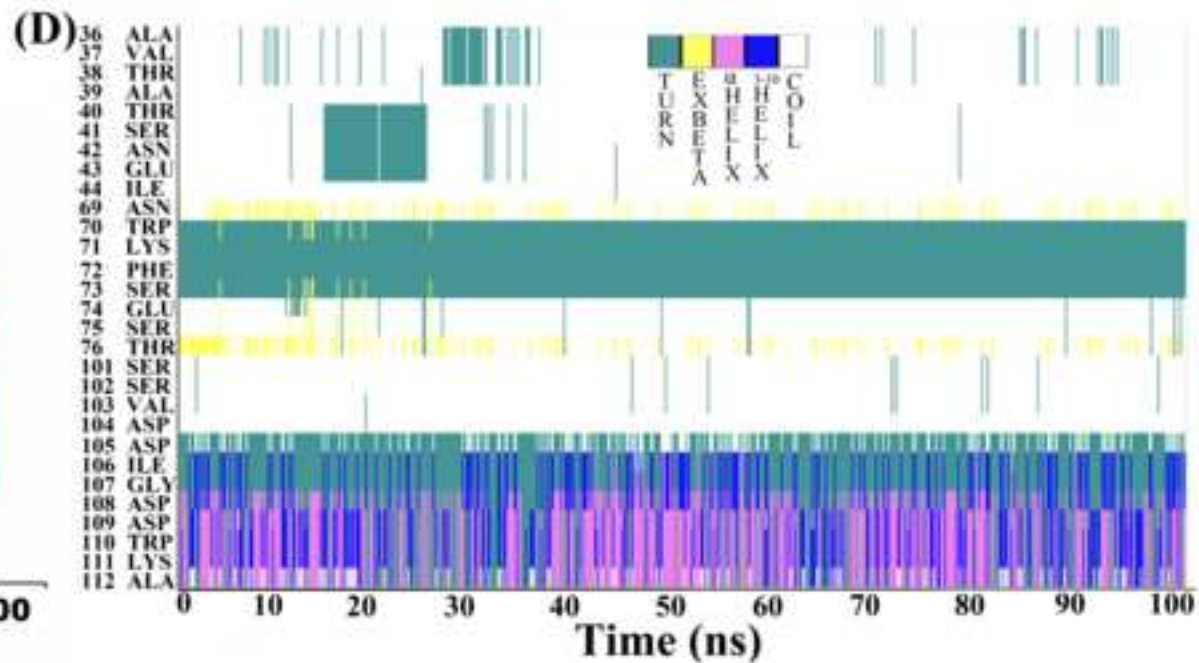 (D)
36 ALA
37 VAL
38 THR
39 ALA
40 THR
41 SER
42 ASN
43 GLU
44 ILE
69 ASN
70 TRP
71 LYS
72 PHE
73 SER
74 GLU
75 SER
76 THR
101 SER
102 SER
103 VAL
104 ASP
105 ASP
106 ILE
107 GLY
108 ASP
109 ASP
110 TRP
111 LYS
112 ALA
TURN
EXBETA
α HELIX
HELIX
COIL
00
0 10 20 30 40 50 60 70 80 90 100
Time (ns)